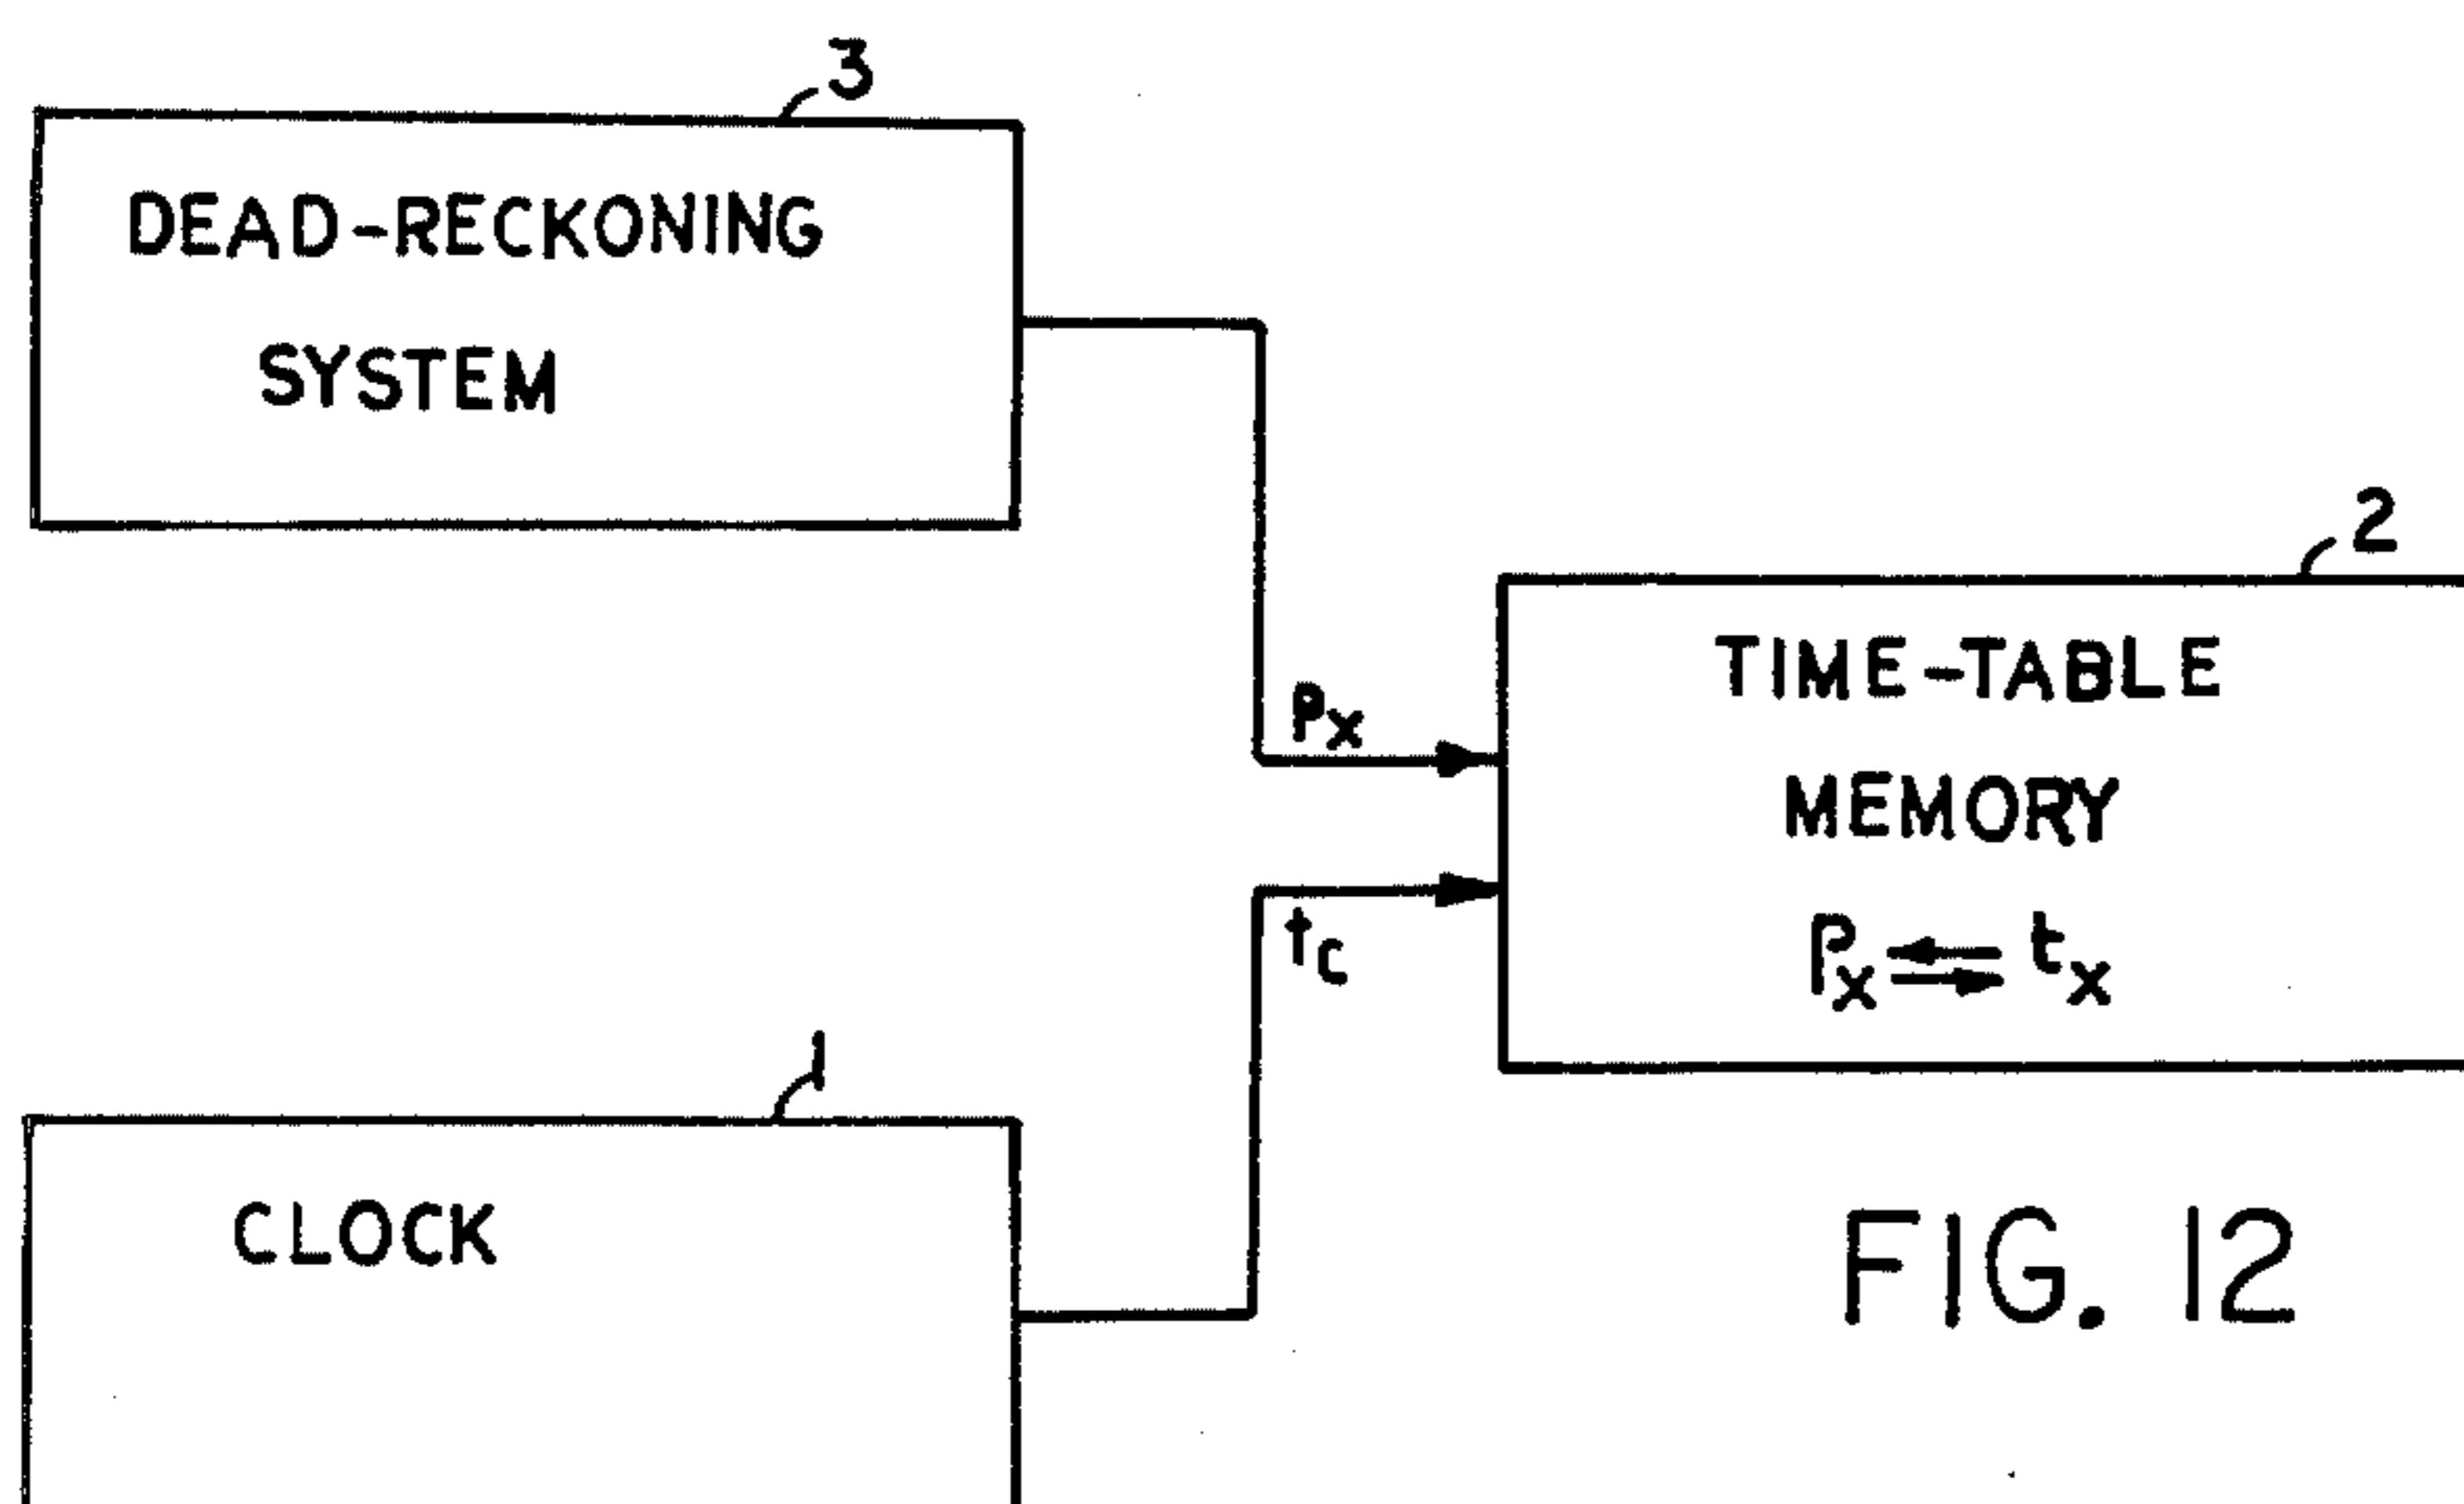 3
DEAD-RECKONING
SYSTEM
2
TIME-TABLE
Px
MEMORY
tc
Px ⇄ tx
1
CLOCK
FIG. 12